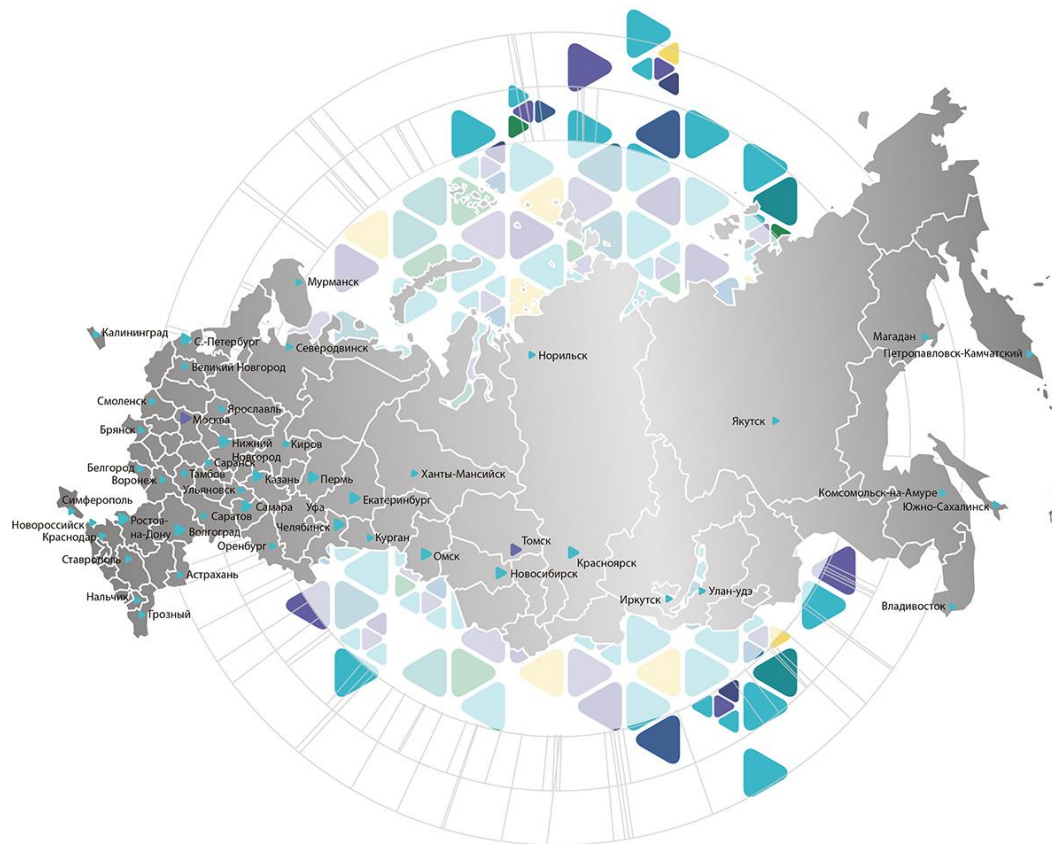 Мурманск
Калининград
С.-Петербург
Северодвинск
Великий Новгород
Норильск
Магадан
Петропавловск-Камчатский
Смоленск
Ярославль
Москва
Якутск
Брянск
Нижний
Новгород
Киров
Саранск
Белгород
Тамбов
Воронеж
Казань
Пермь
Ханты-Мансийск
Ульяновск
Екатеринбург
Комсомольск-на-Амуре
Южно-Сахалинск
Симферополь
Самара
Уфа
Новороссийск
Ростов-
на-Дону
Саратов
Челябинск
Краснодар
Волгоград
Курган
Томск
Оренбург
Омск
Красноярск
Ставрополь
Астрахань
Новосибирск
Нальчик
Иркутск
Улан-удэ
Грозный
Владивосток